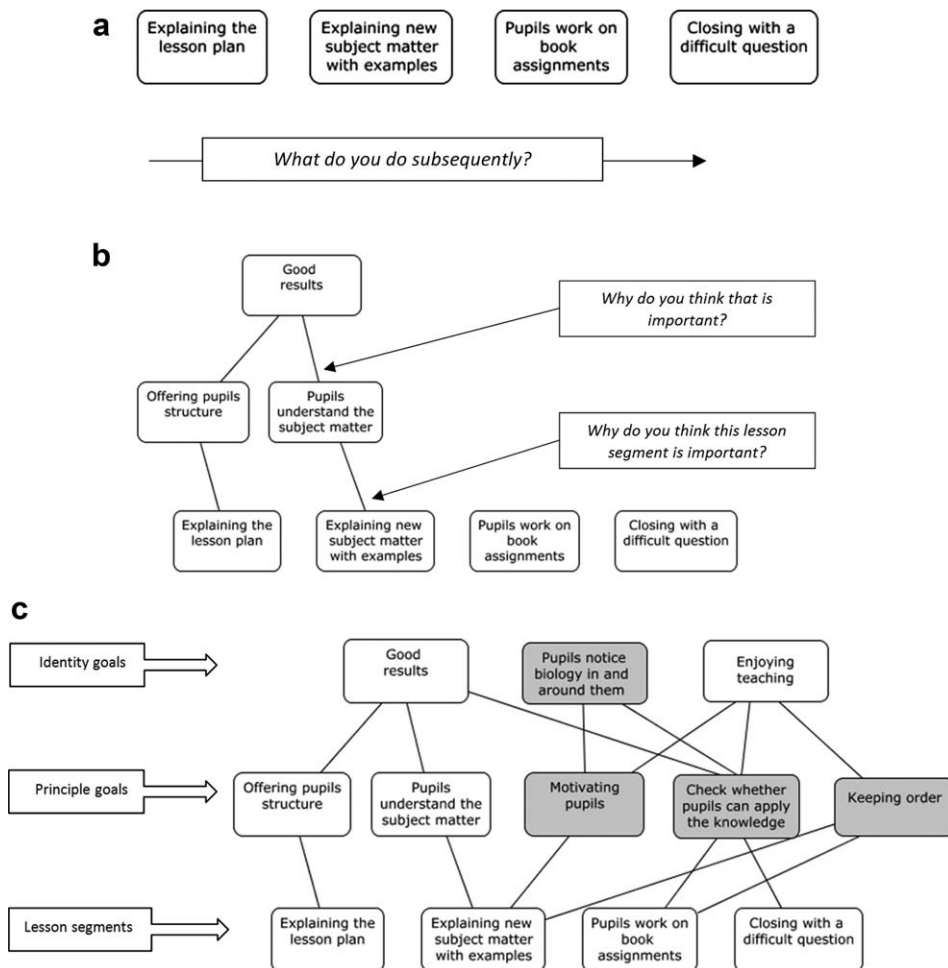 a
Explaining the
lesson plan
Explaining new
subject matter
with examples
Pupils work on
book
assignments
Closing with a
difficult question
What do you do subsequently?
b
Good
results
Why do you think that is
important?
Offering pupils
structure
Pupils
understand the
subject matter
Why do you think this lesson
segment is important?
Explaining the
lesson plan
Explaining new
subject matter
with examples
Pupils work on
book
assignments
Closing with a
difficult question
c
Identity goals
Good
results
Pupils notice
biology in and
around them
Enjoying
teaching
Principle goals
Offering pupils
structure
Pupils
understand the
subject matter
Motivating
pupils
Check whether
pupils can apply
the knowledge
Keeping order
Lesson segments
Explaining the
lesson plan
Explaining new
subject matter
with examples
Pupils work on
book
assignments
Closing with a
difficult question